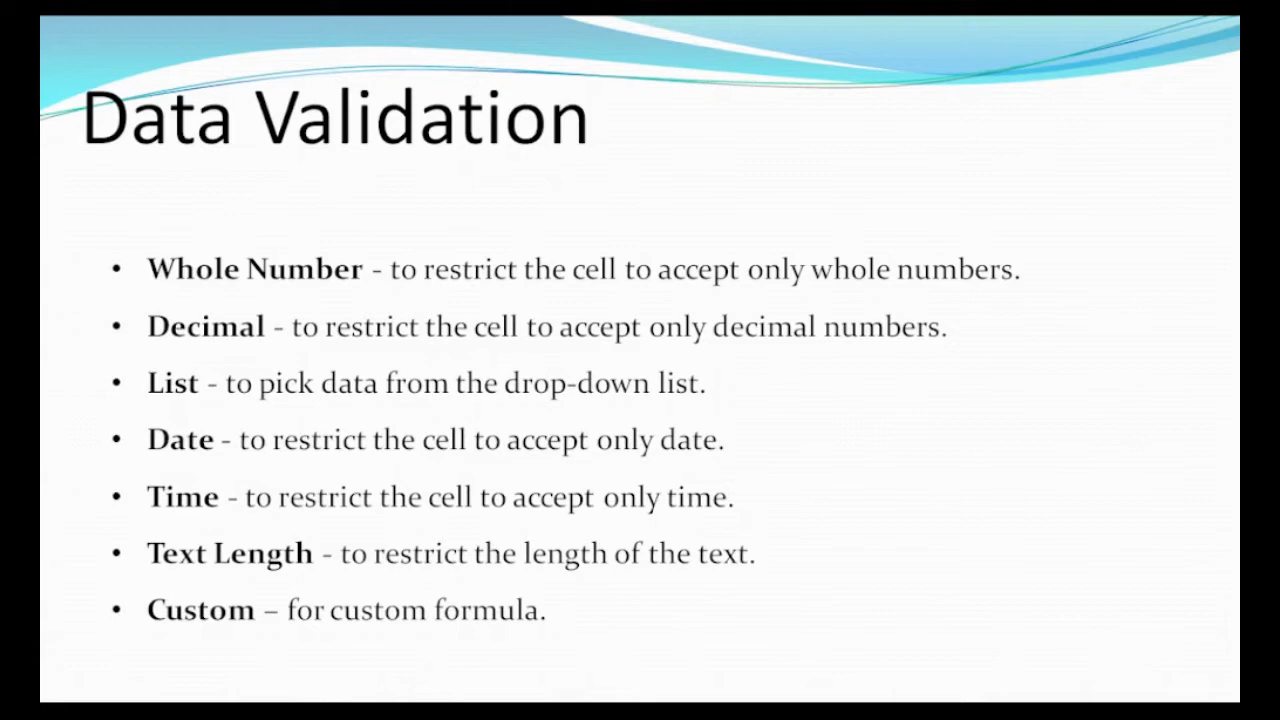 Data Validation
• Whole Number - to restrict the cell to accept only whole numbers.
• Decimal - to restrict the cell to accept only decimal numbers.
• List - to pick data from the drop-down list.
• Date - to restrict the cell to accept only date.
• Time - to restrict the cell to accept only time.
• Text Length - to restrict the length of the text.
• Custom – for custom formula.